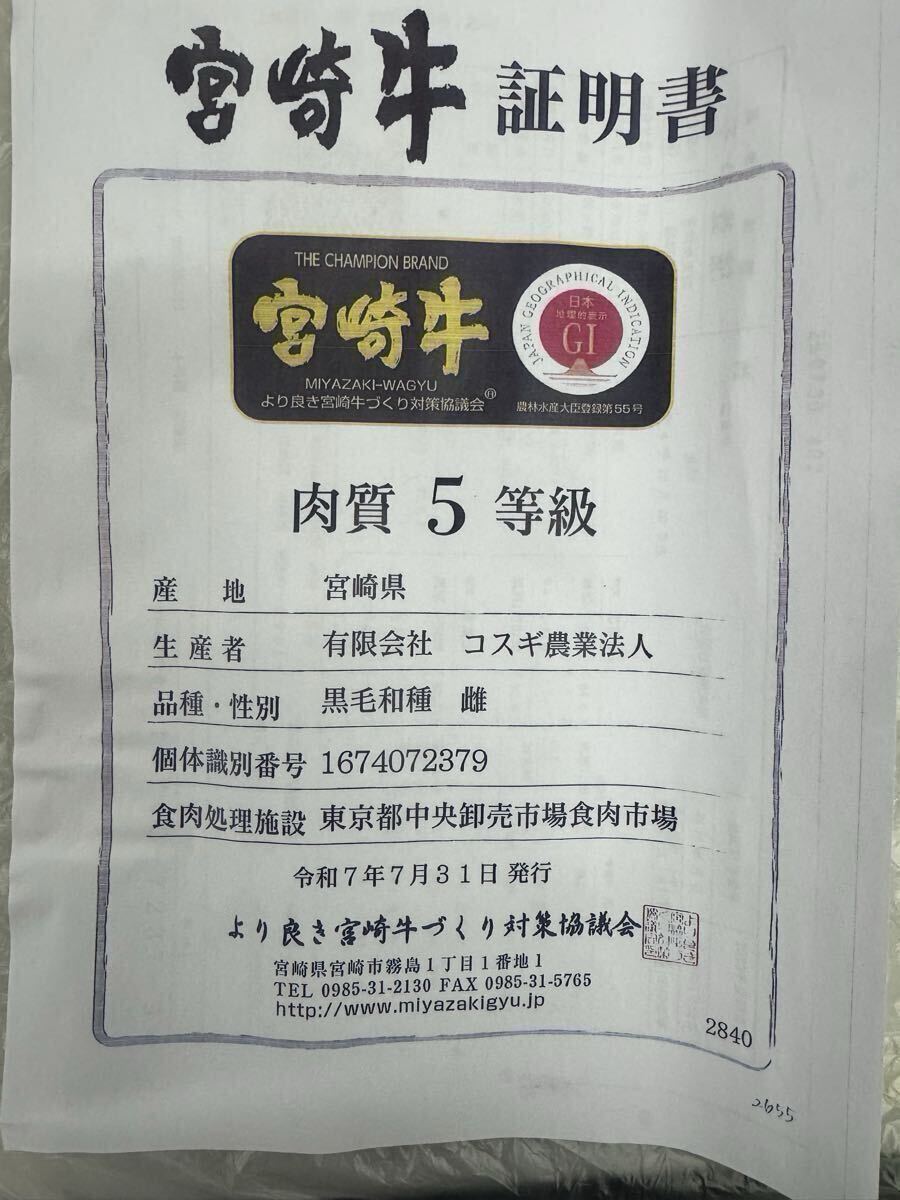 宮崎牛 証明書
THE CHAMPION BRAND
宮崎牛
MIYAZAKI-WAGYU
より良き宮崎牛づくり対策協議会®
JAPAN GEOGRAPHICAL INDICATION
日本
地理的表示
GI
農林水産大臣登録第55号
肉質 5 等級
産地 宮崎県
生産者 有限会社 コスギ農業法人
品種・性別 黒毛和種 雌
個体識別番号 1674072379
食肉処理施設 東京都中央卸売市場食肉市場
令和7年7月31日 発行
より良き宮崎牛づくり対策協議会
宮崎県宮崎市霧島1丁目1番地1
TEL 0985-31-2130 FAX 0985-31-5765
http://www.miyazakigyu.jp
2840
2655